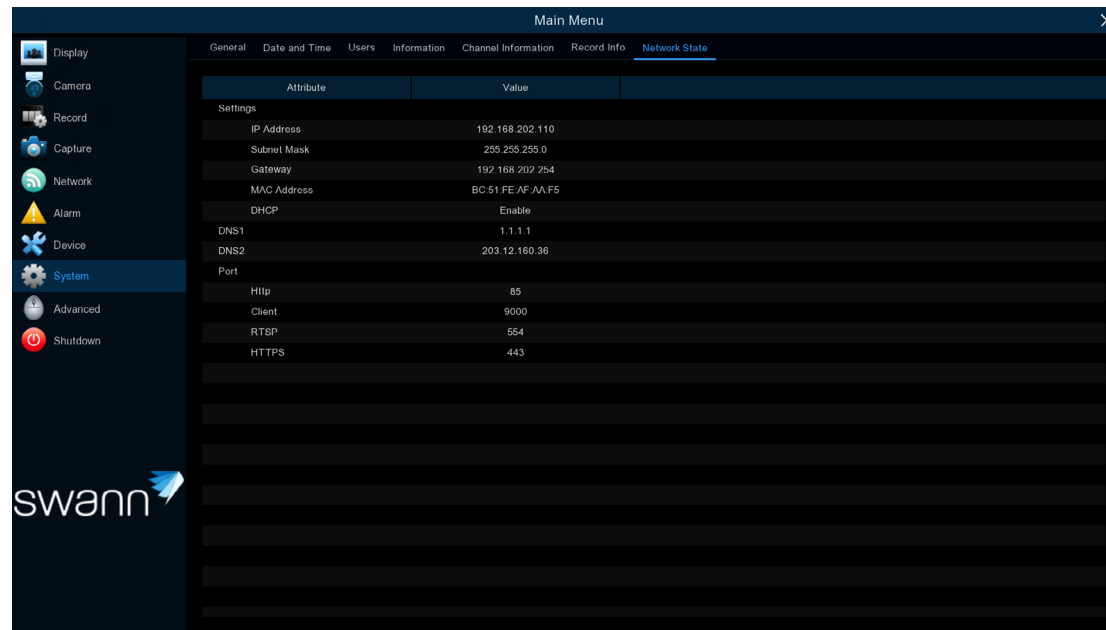 Main Menu
Display
Camera
Record
Capture
Network
Alarm
Device
System
Advanced
Shutdown
swann
General Date and Time Users Information Channel Information Record Info Network State
Attribute Value
Settings
IP Address 192.168.202.110
Subnet Mask 255.255.255.0
Gateway 192.168.202.254
MAC Address BC:51:FE:AF:AA:F5
DHCP Enable
DNS1 1.1.1.1
DNS2 203.12.160.36
Port
Http 85
Client 9000
RTSP 554
HTTPS 443